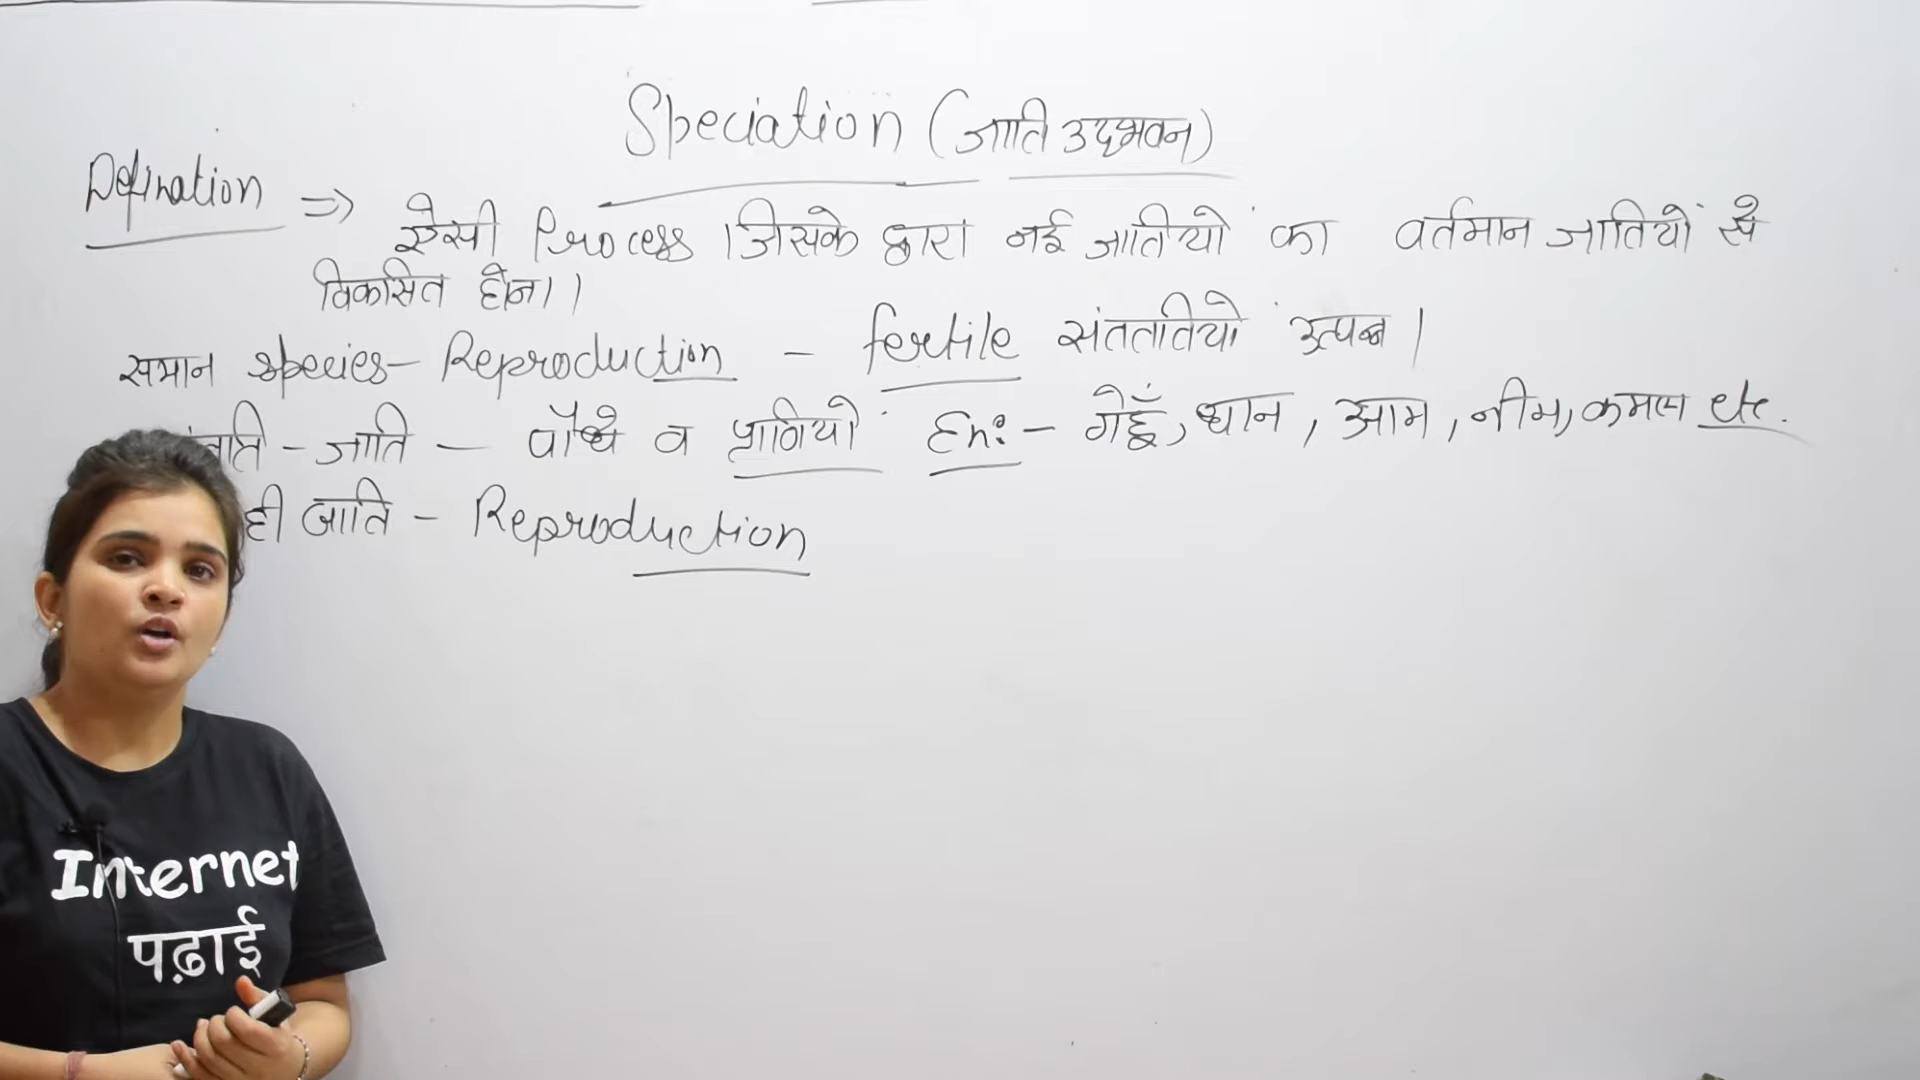 Speciation (जाति उद्भवन)
Defination ⇒ ऐसी Process जिसके द्वारा नई जातियों का वर्तमान जातियों से
विकसित होना।
समान species – Reproduction – fertile संततियो उत्पन्न।
– जाति – पौधे व प्राणियो Ex:- गेहूँ, धान, आम, नीम, कमल etc.
ही जाति – Reproduction
Internet
पढ़ाई